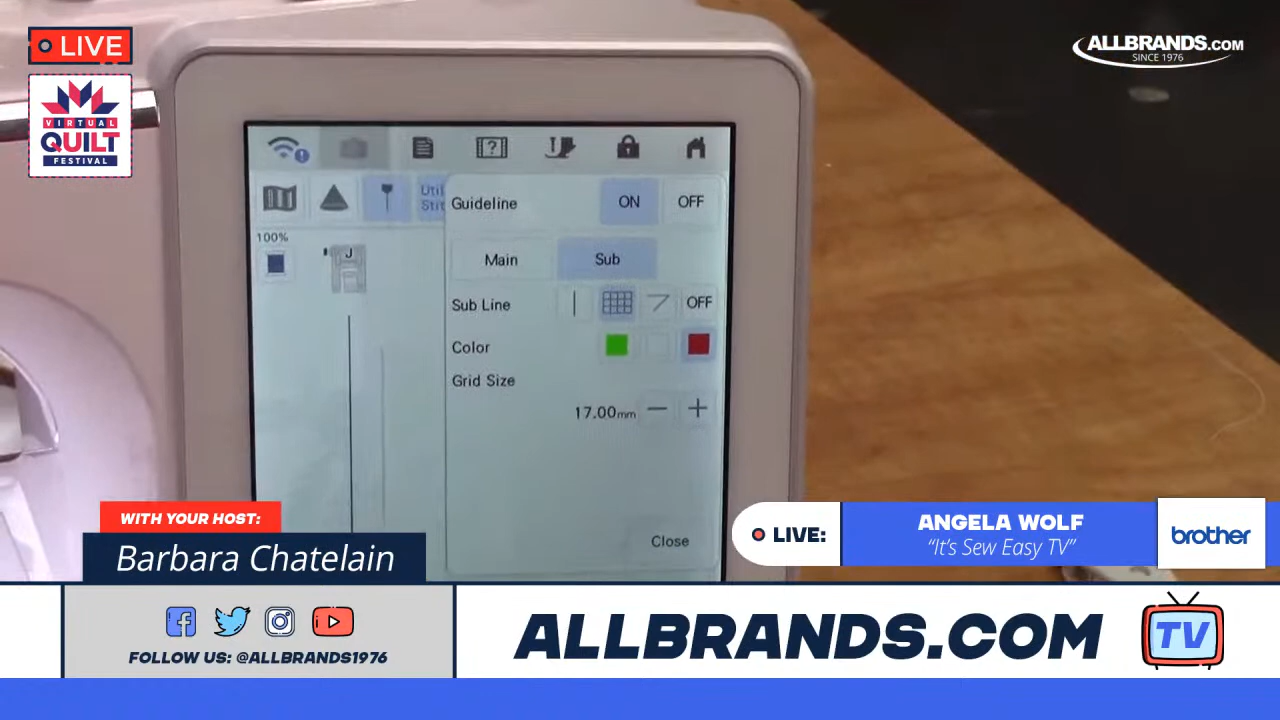 LIVE
VIRTUAL
QUILT
FESTIVAL
ALLBRANDS.COM
SINCE 1976
?
Utili
Stit
Guideline ON OFF
100%
J
Main Sub
Sub Line OFF
Color
Grid Size
17.00mm − +
Close
WITH YOUR HOST:
Barbara Chatelain
LIVE:
ANGELA WOLF
"It's Sew Easy TV"
brother
FOLLOW US: @ALLBRANDS1976
ALLBRANDS.COM
TV